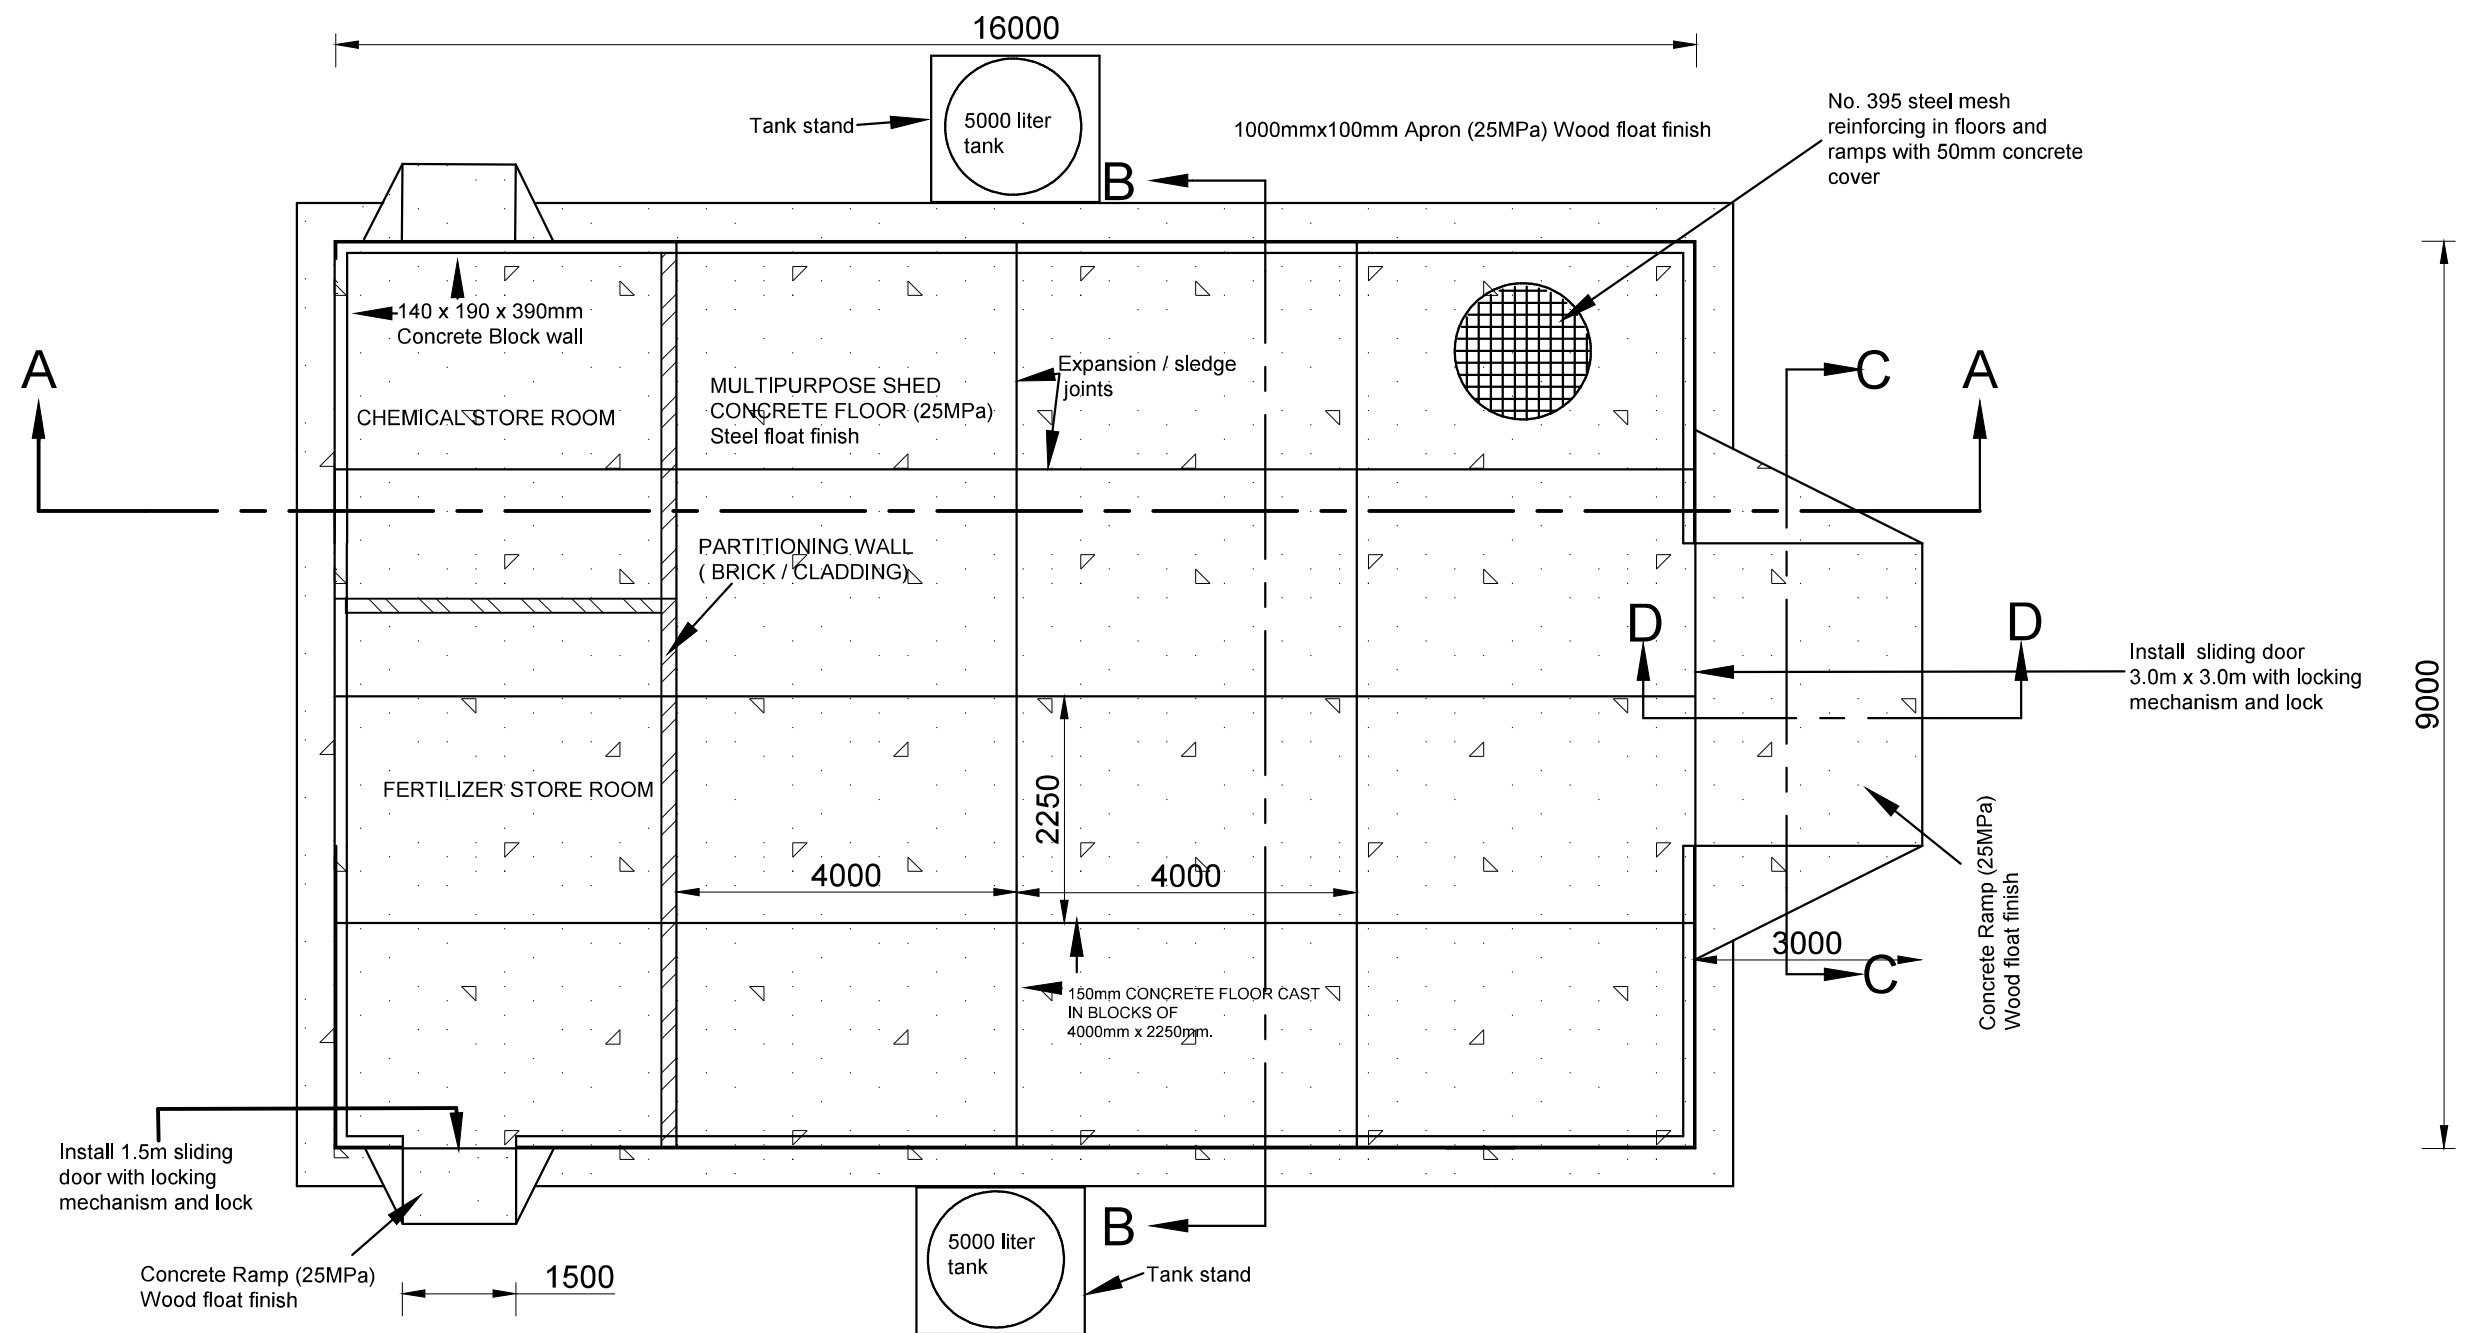 16000
Tank stand
5000 liter
tank
1000mmx100mm Apron (25MPa) Wood float finish
No. 395 steel mesh
reinforcing in floors and
ramps with 50mm concrete
cover
B
140 x 190 x 390mm
Concrete Block wall
A
CHEMICAL STORE ROOM
MULTIPURPOSE SHED
CONCRETE FLOOR (25MPa)
Steel float finish
Expansion / sledge
joints
C
A
PARTITIONING WALL
( BRICK / CLADDING)
D
D
Install sliding door
3.0m x 3.0m with locking
mechanism and lock
9000
FERTILIZER STORE ROOM
2250
4000
4000
Concrete Ramp (25MPa)
Wood float finish
3000
C
150mm CONCRETE FLOOR CAST
IN BLOCKS OF
4000mm x 2250mm.
Install 1.5m sliding
door with locking
mechanism and lock
B
5000 liter
tank
Tank stand
Concrete Ramp (25MPa)
Wood float finish
1500